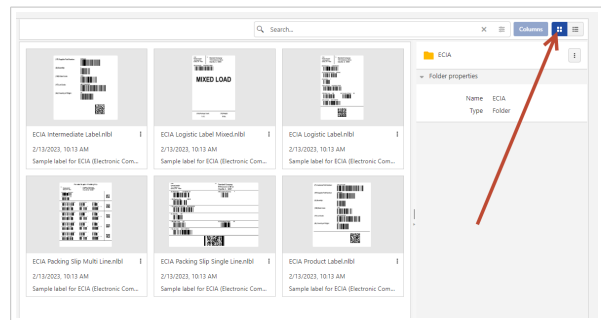 Search...
Columns
ECIA
Folder properties
Name ECIA
Type Folder
MIXED LOAD
ECIA Intermediate Label.nlbl
2/13/2023, 10:13 AM
Sample label for ECIA (Electronic Com...
ECIA Logistic Label Mixed.nlbl
2/13/2023, 10:13 AM
Sample label for ECIA (Electronic Com...
ECIA Logistic Label.nlbl
2/13/2023, 10:13 AM
Sample label for ECIA (Electronic Com...
ECIA Packing Slip Multi Line.nlbl
2/13/2023, 10:13 AM
Sample label for ECIA (Electronic Com...
ECIA Packing Slip Single Line.nlbl
2/13/2023, 10:13 AM
Sample label for ECIA (Electronic Com...
ECIA Product Label.nlbl
2/13/2023, 10:13 AM
Sample label for ECIA (Electronic Com...